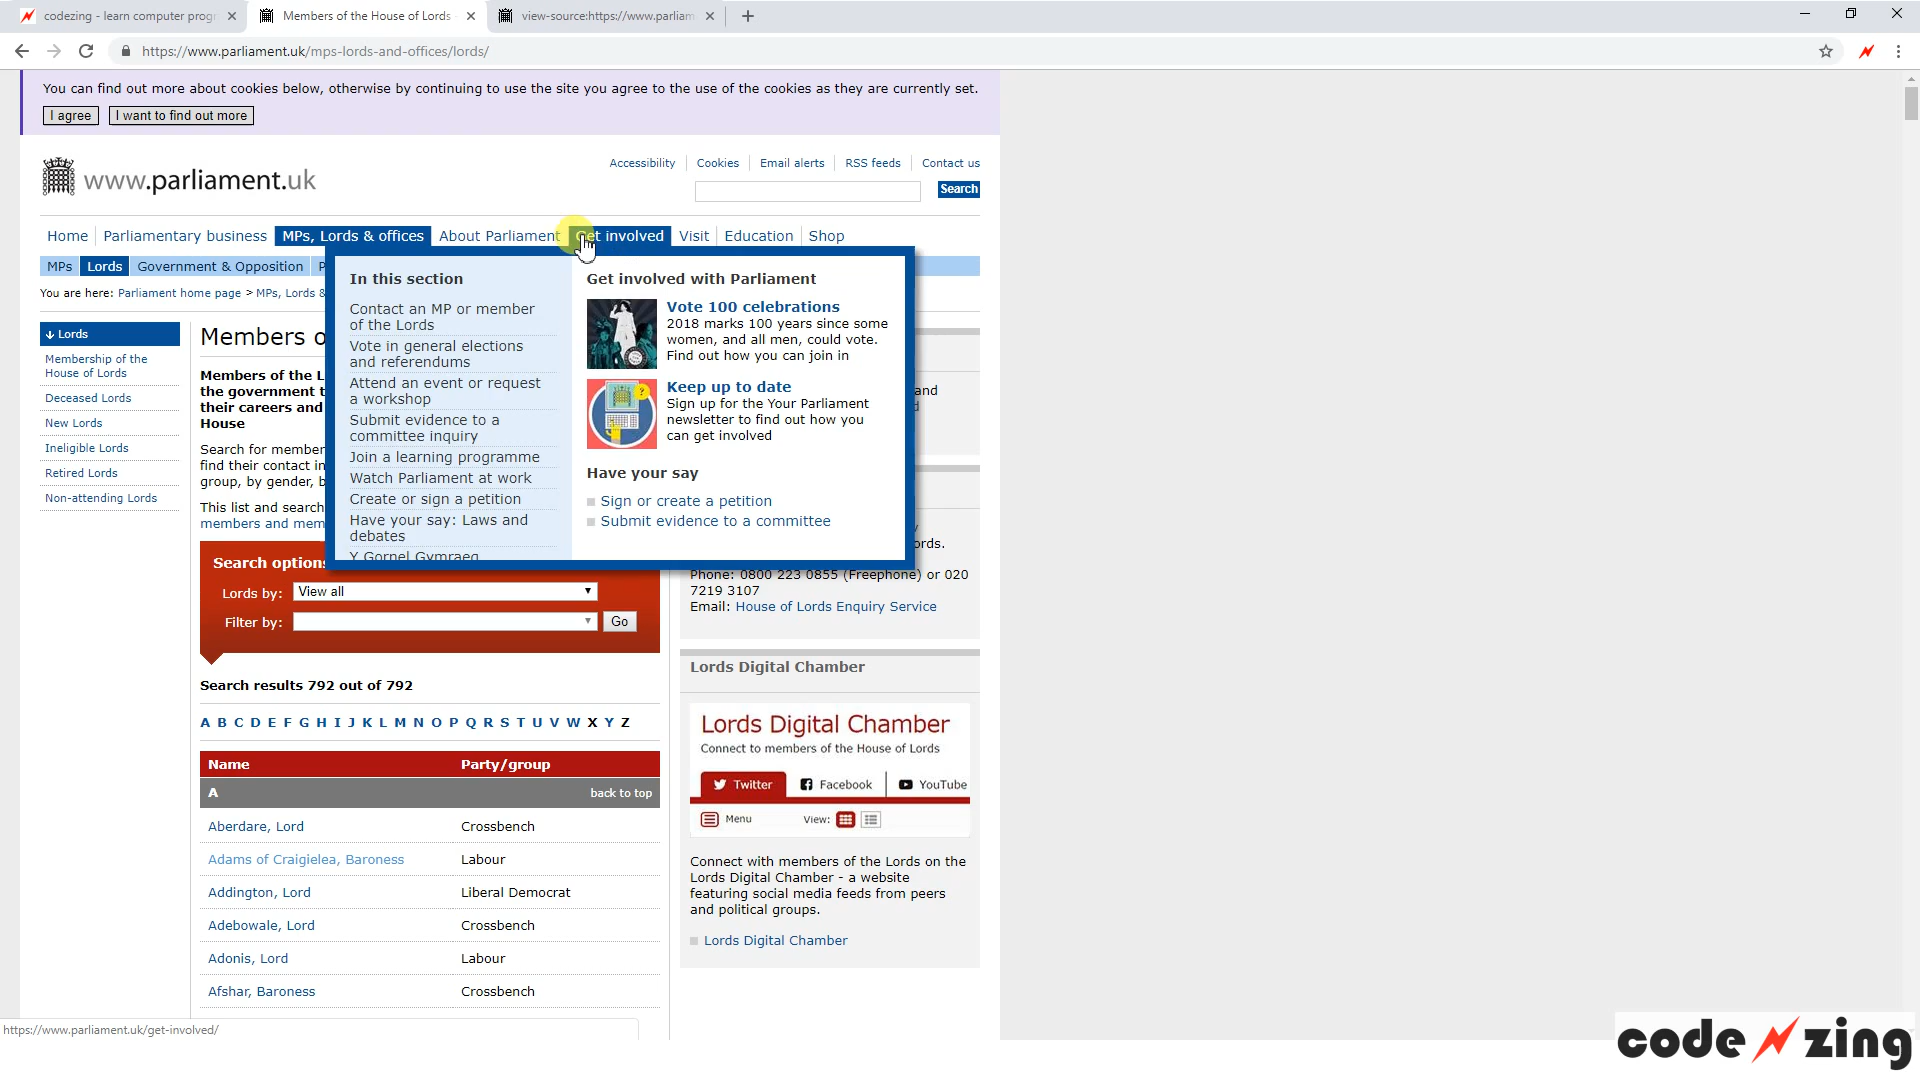 codezing - learn computer progr
Members of the House of Lords -
view-source:https://www.parliam
https://www.parliament.uk/mps-lords-and-offices/lords/
You can find out more about cookies below, otherwise by continuing to use the site you agree to the use of the cookies as they are currently set.
I agree
I want to find out more
Accessibility
Cookies
Email alerts
RSS feeds
Contact us
www.parliament.uk
Search
Home
Parliamentary business
MPs, Lords & offices
About Parliament
Get involved
Visit
Education
Shop
MPs
Lords
Government & Opposition
P
You are here: Parliament home page > MPs, Lords &
Lords
Membership of the
House of Lords
Deceased Lords
New Lords
Ineligible Lords
Retired Lords
Non-attending Lords
Members o
Members of the L
the government t
their careers and
House
Search for member
find their contact in
group, by gender, b
This list and search
members and mem
In this section
Contact an MP or member
of the Lords
Vote in general elections
and referendums
Attend an event or request
a workshop
Submit evidence to a
committee inquiry
Join a learning programme
Watch Parliament at work
Create or sign a petition
Have your say: Laws and
debates
Y Gornel Gymraeg
Get involved with Parliament
Vote 100 celebrations
2018 marks 100 years since some
women, and all men, could vote.
Find out how you can join in
Keep up to date
Sign up for the Your Parliament
newsletter to find out how you
can get involved
Have your say
Sign or create a petition
Submit evidence to a committee
and
ords.
Phone: 0800 223 0855 (Freephone) or 020
7219 3107
Email: House of Lords Enquiry Service
Search options
Lords by:
View all
Filter by:
Go
Search results 792 out of 792
A B C D E F G H I J K L M N O P Q R S T U V W X Y Z
Name Party/group
A back to top
Aberdare, Lord Crossbench
Adams of Craigielea, Baroness Labour
Addington, Lord Liberal Democrat
Adebowale, Lord Crossbench
Adonis, Lord Labour
Afshar, Baroness Crossbench
Lords Digital Chamber
Lords Digital Chamber
Connect to members of the House of Lords
Twitter
Facebook
YouTube
Menu
View:
Connect with members of the Lords on the
Lords Digital Chamber - a website
featuring social media feeds from peers
and political groups.
Lords Digital Chamber
https://www.parliament.uk/get-involved/
code zing